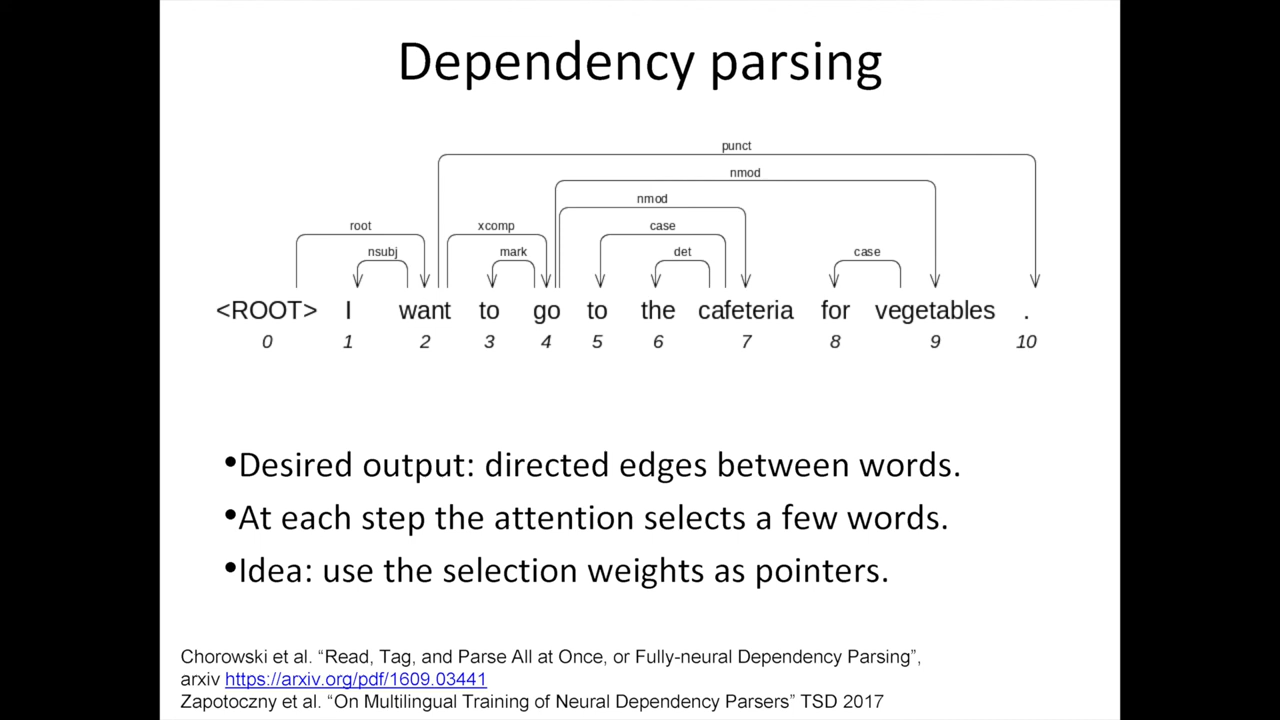 Dependency parsing
punct
nmod
nmod
root xcomp case
nsubj mark det case
<ROOT> I want to go to the cafeteria for vegetables .
0 1 2 3 4 5 6 7 8 9 10
•Desired output: directed edges between words.
•At each step the attention selects a few words.
•Idea: use the selection weights as pointers.
Chorowski et al. “Read, Tag, and Parse All at Once, or Fully-neural Dependency Parsing”,
arxiv https://arxiv.org/pdf/1609.03441
Zapotoczny et al. “On Multilingual Training of Neural Dependency Parsers” TSD 2017